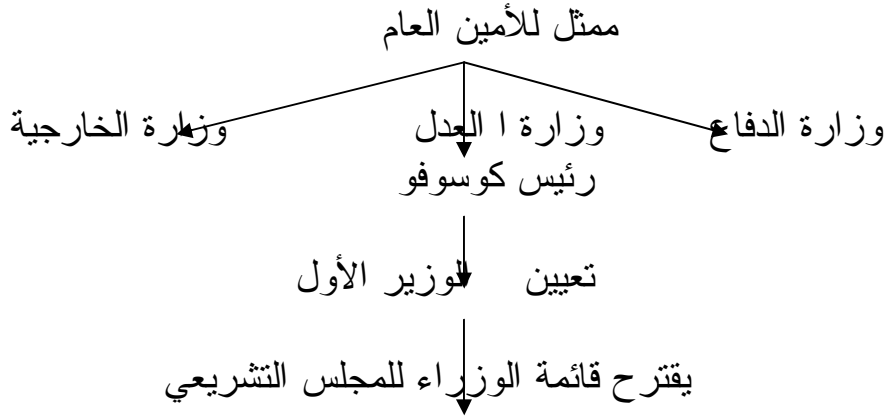 ممثل للأمين العام
وزارة الدفاع وزارة ا العدل وزارة الخارجية
رئيس كوسوفو
تعيين الوزير الأول
يقترح قائمة الوزراء للمجلس التشريعي